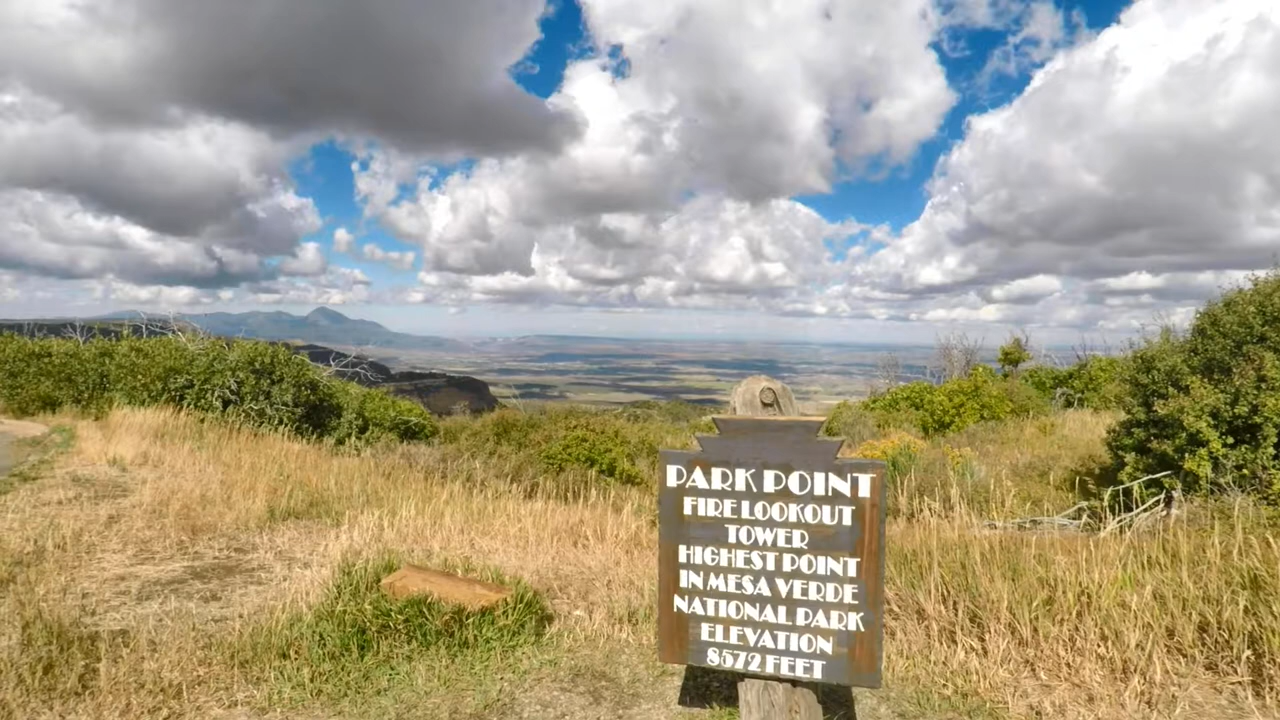 PARK POINT
FIRE LOOKOUT
TOWER
HIGHEST POINT
IN MESA VERDE
NATIONAL PARK
ELEVATION
8572 FEET